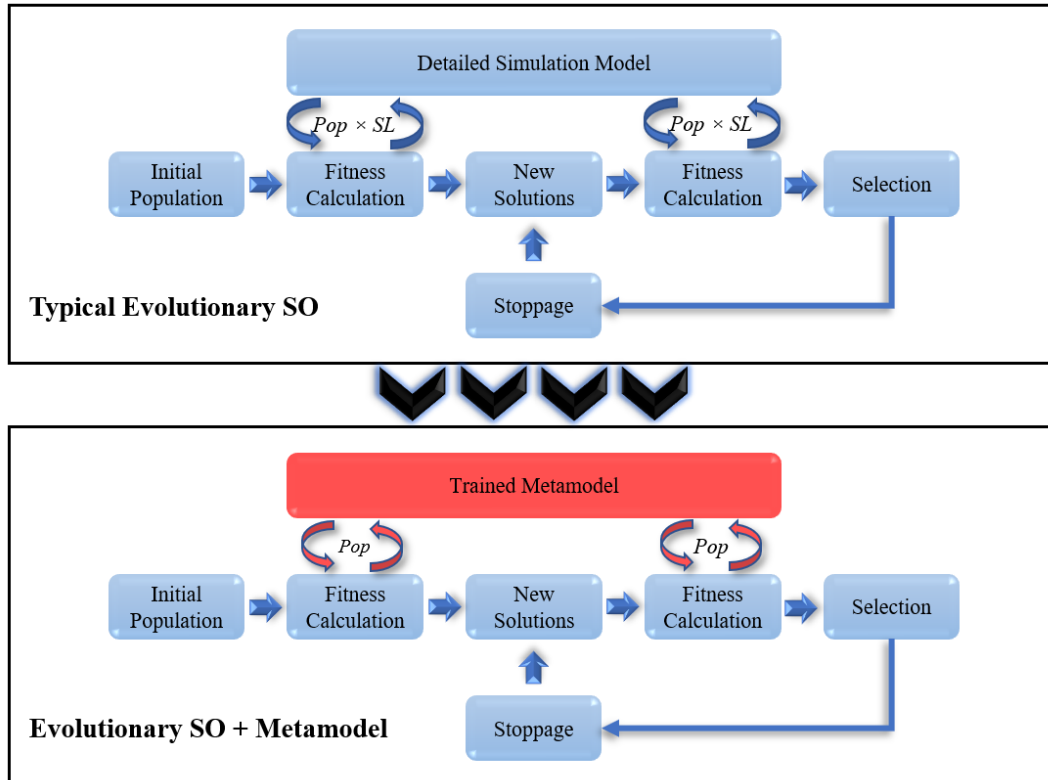 Detailed Simulation Model
Pop × SL
Pop × SL
Initial
Population
Fitness
Calculation
New
Solutions
Fitness
Calculation
Selection
Stoppage
Typical Evolutionary SO
Trained Metamodel
Pop
Pop
Initial
Population
Fitness
Calculation
New
Solutions
Fitness
Calculation
Selection
Stoppage
Evolutionary SO + Metamodel